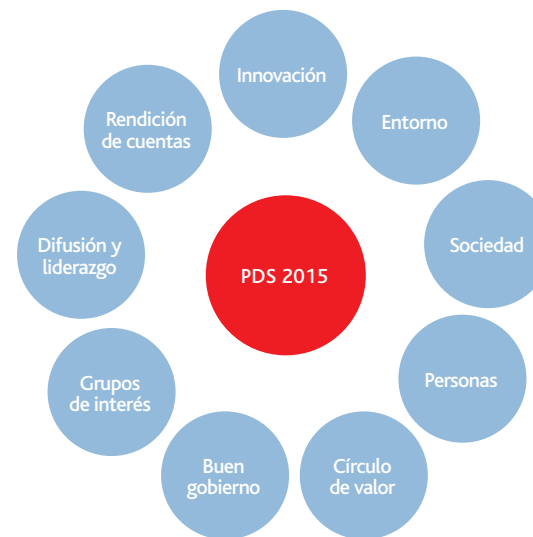 Innovación
Entorno
Sociedad
Personas
Círculo
de valor
Buen
gobierno
Grupos
de interés
Difusión y
liderazgo
Rendición
de cuentas
PDS 2015